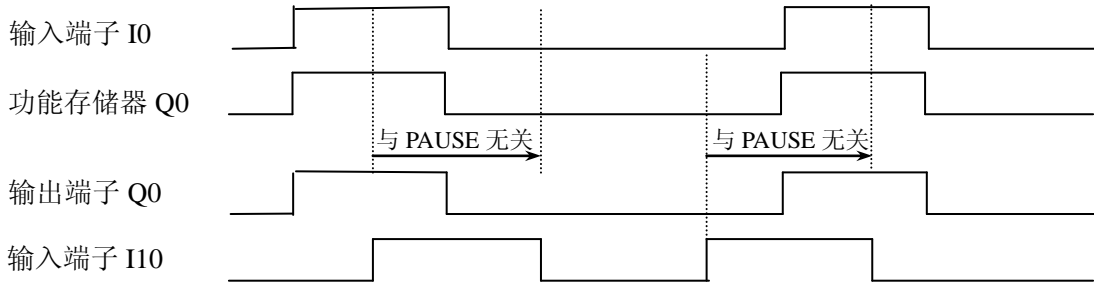 输入端子 I0
功能存储器 Q0
与 PAUSE 无关
与 PAUSE 无关
输出端子 Q0
输入端子 I10